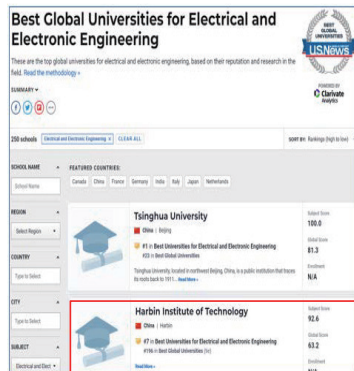 Best Global Universities for Electrical and
Electronic Engineering
These are the top global universities for electrical and electronic engineering, based on their reputation and research in the
field. Read the methodology »
SUMMARY
BEST
GLOBAL
UNIVERSITIES
U.S.News
POWERED BY
Clarivate
Analytics
250 schools Electrical and Electronic Engineering × CLEAR ALL SORT BY: Rankings (high to low)
SCHOOL NAME
School Name
FEATURED COUNTRIES:
Canada China France Germany India Italy Japan Netherlands
REGION
Select Region
COUNTRY
Type to Select
CITY
Type to Select
SUBJECT
Electrical and Elect
Tsinghua University
China | Beijing
#1 in Best Universities for Electrical and Electronic Engineering
in Best Global Universities
Tsinghua University, located in northwest Beijing, China, is a public institution that traces
its roots back to 1911... Read More »
Subject Score
100.0
Global Score
81.3
Enrollment
N/A
Harbin Institute of Technology
China | Harbin
#7 in Best Universities for Electrical and Electronic Engineering
#196 in Best Global Universities
Read More »
Subject Score
92.6
Global Score
63.2
Enrollment
N/A